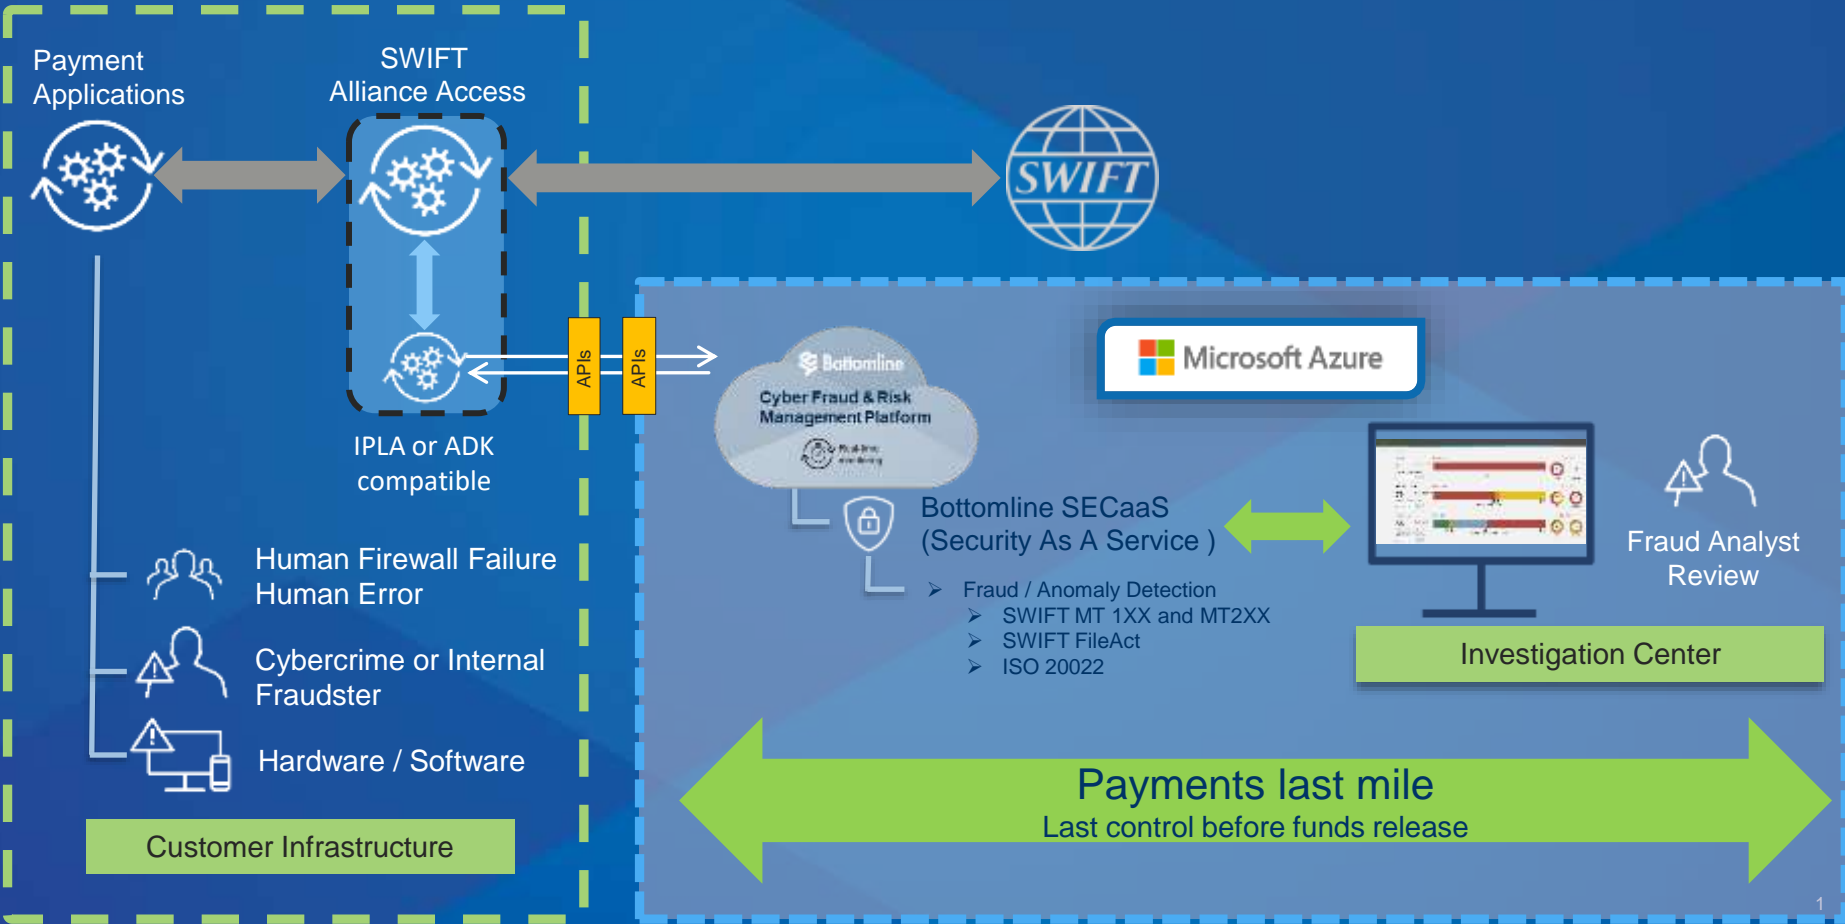 Payment
Applications
SWIFT
Alliance Access
SWIFT
APIs
APIs
IPLA or ADK
compatible
Human Firewall Failure
Human Error
Cybercrime or Internal
Fraudster
Hardware / Software
Customer Infrastructure
Bottomline
Cyber Fraud & Risk
Management Platform
Real-time
monitoring
Microsoft Azure
Bottomline SECaaS
(Security As A Service )
Fraud / Anomaly Detection
SWIFT MT 1XX and MT2XX
SWIFT FileAct
ISO 20022
Fraud Analyst
Review
Investigation Center
Payments last mile
Last control before funds release
1